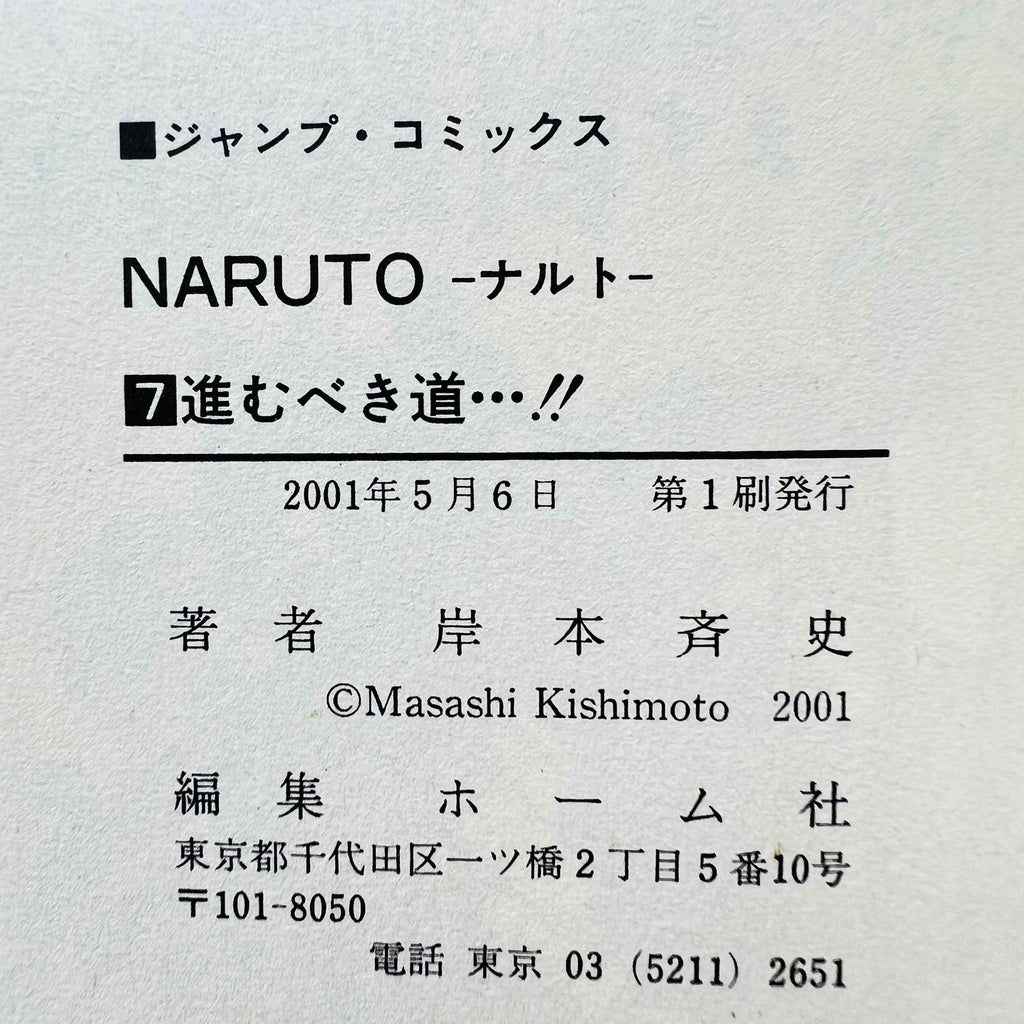 ■ジャンプ・コミックス
NARUTO −ナルト−
7進むべき道…!!
2001年5月6日　第1刷発行
著者　岸本斉史
©Masashi Kishimoto 2001
編集　ホーム社
東京都千代田区一ツ橋2丁目5番10号
〒101-8050
電話 東京 03 (5211) 2651